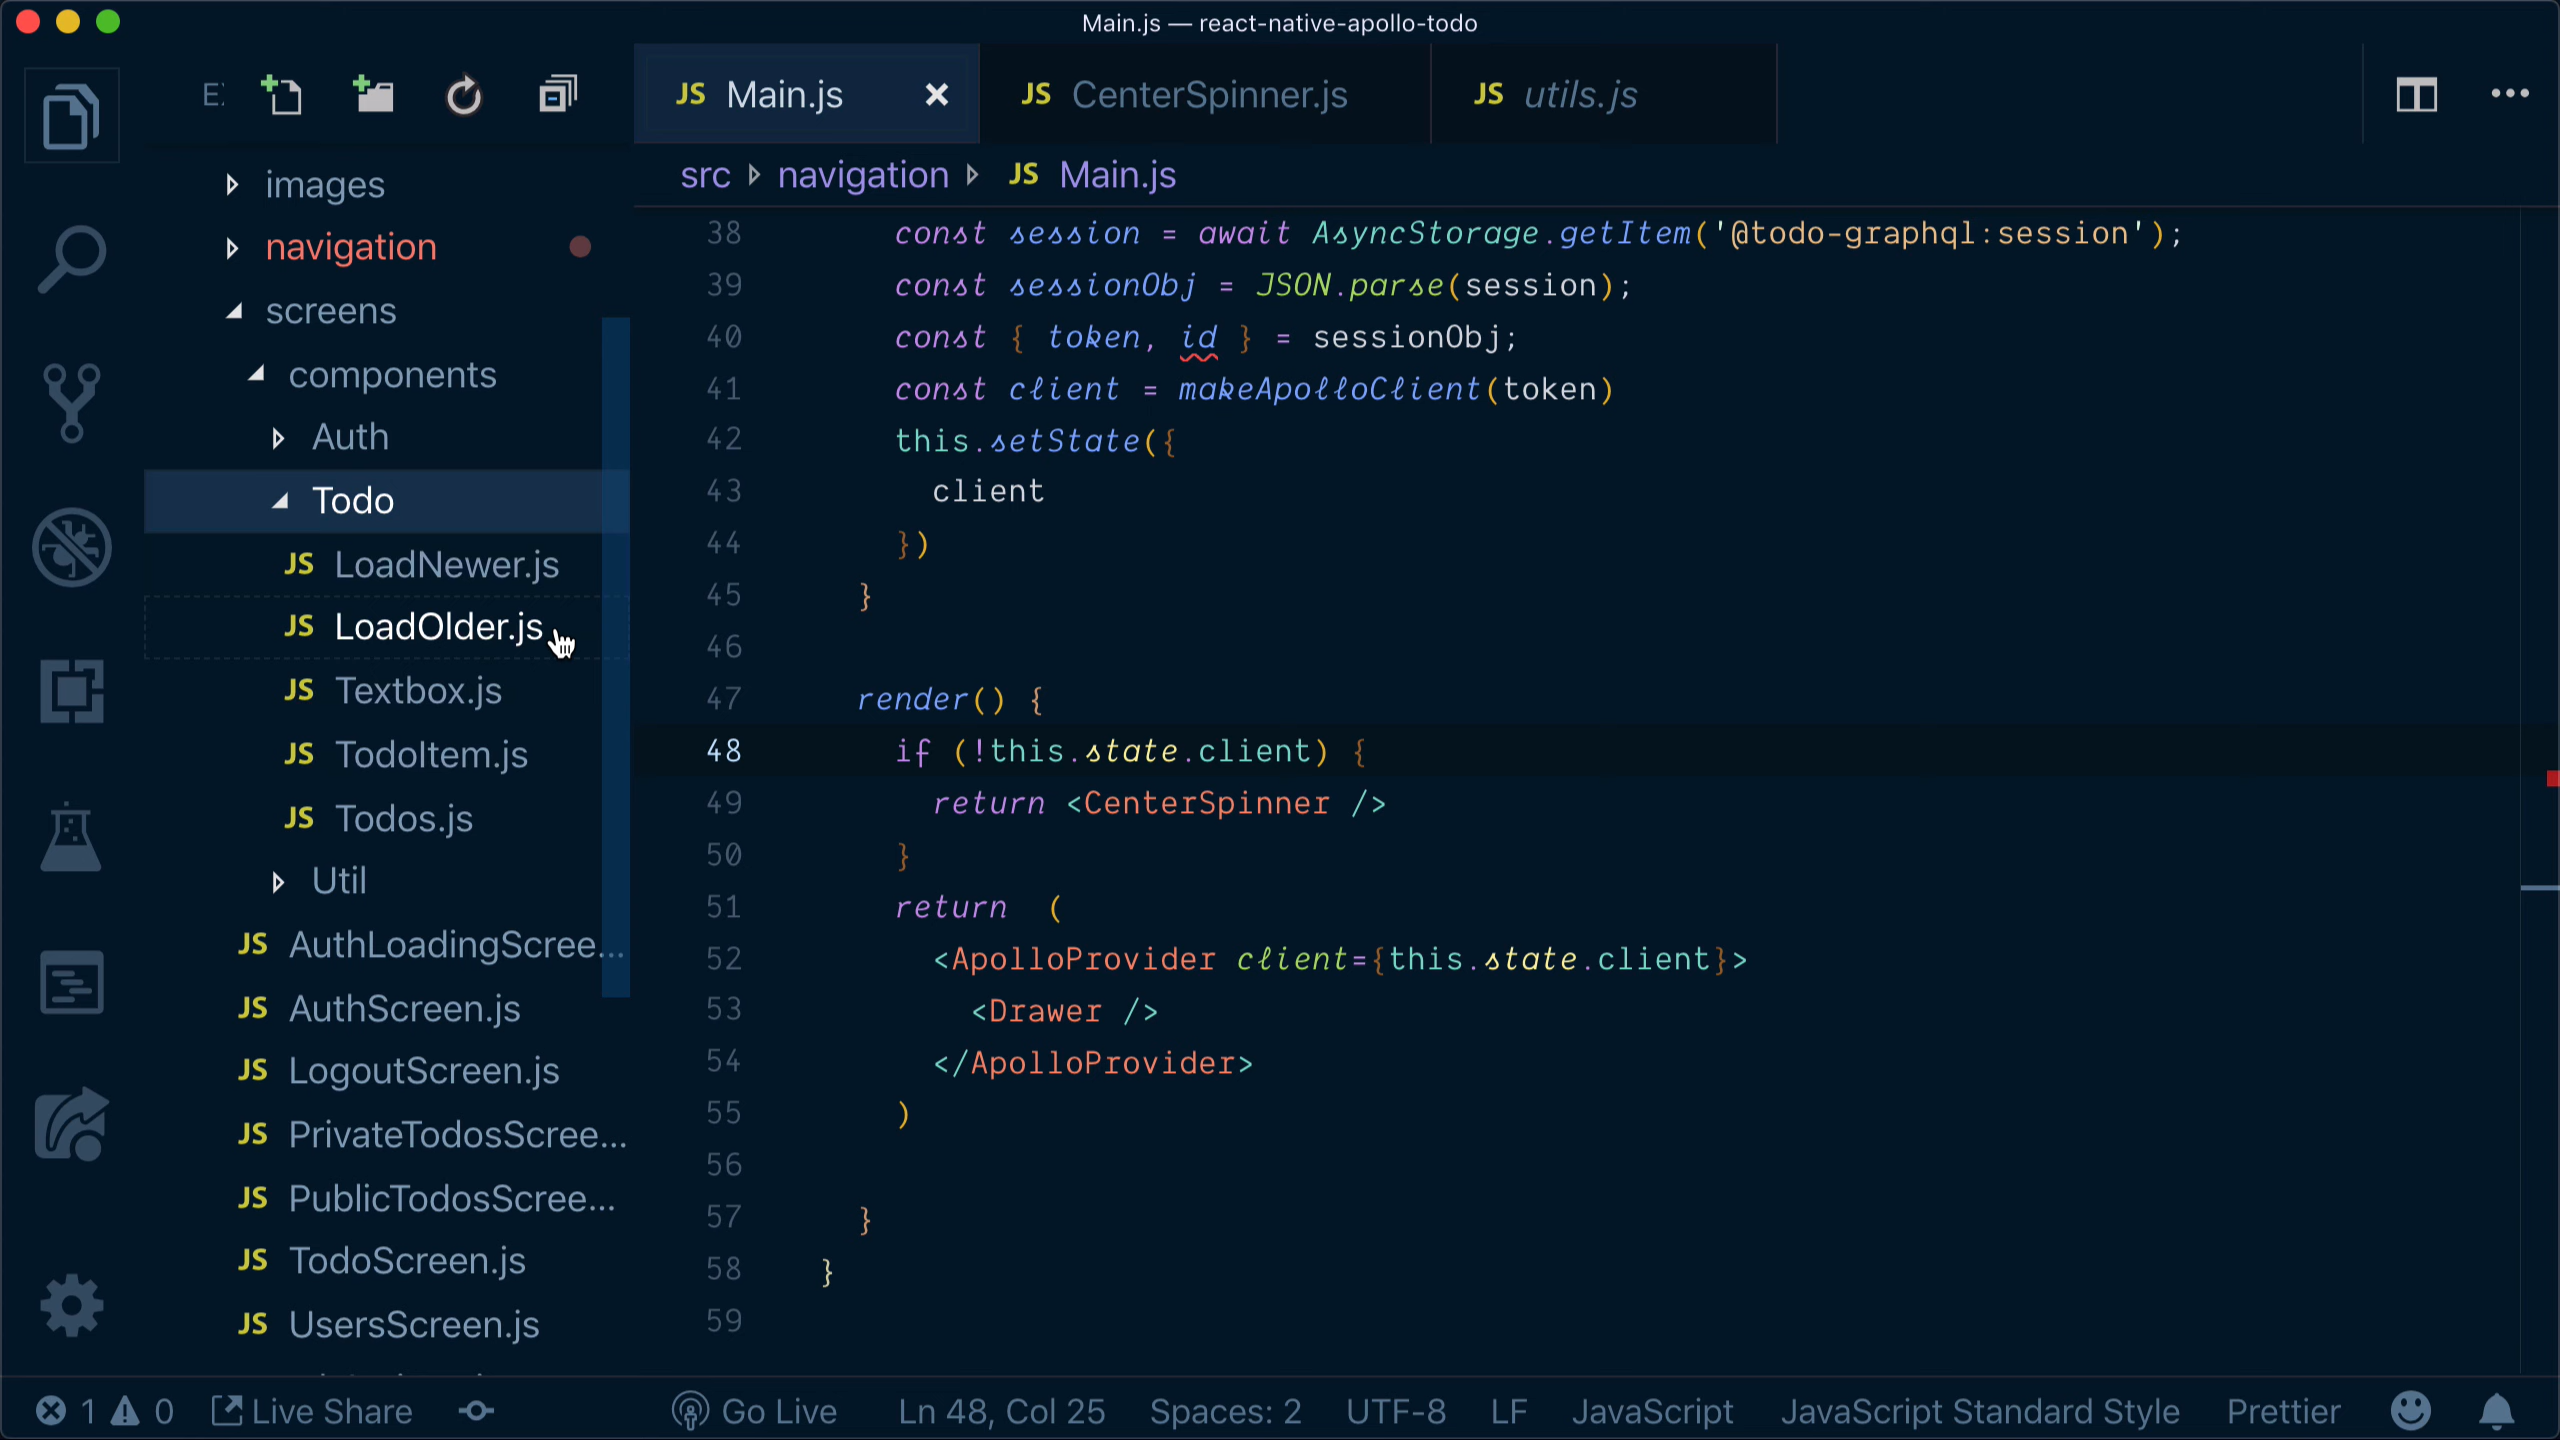 Main.js — react-native-apollo-todo
JS Main.js
JS CenterSpinner.js
JS utils.js
src navigation JS Main.js
images
navigation
screens
components
Auth
Todo
JS LoadNewer.js
JS LoadOlder.js
JS Textbox.js
JS TodoItem.js
JS Todos.js
Util
JS AuthLoadingScree...
JS AuthScreen.js
JS LogoutScreen.js
JS PrivateTodosScree...
JS PublicTodosScree...
JS TodoScreen.js
JS UsersScreen.js
38 const session = await AsyncStorage.getItem('@todo-graphql:session');
39 const sessionObj = JSON.parse(session);
40 const { token, id } = sessionObj;
41 const client = makeApolloClient(token)
42 this.setState({
43 client
44 })
45 }
46
47 render() {
48 if (!this.state.client) {
49 return <CenterSpinner />
50 }
51 return  (
52 <ApolloProvider client={this.state.client}>
53 <Drawer />
54 </ApolloProvider>
55 )
56
57 }
58 }
59
1 0 Live Share Go Live Ln 48, Col 25 Spaces: 2 UTF-8 LF JavaScript JavaScript Standard Style Prettier